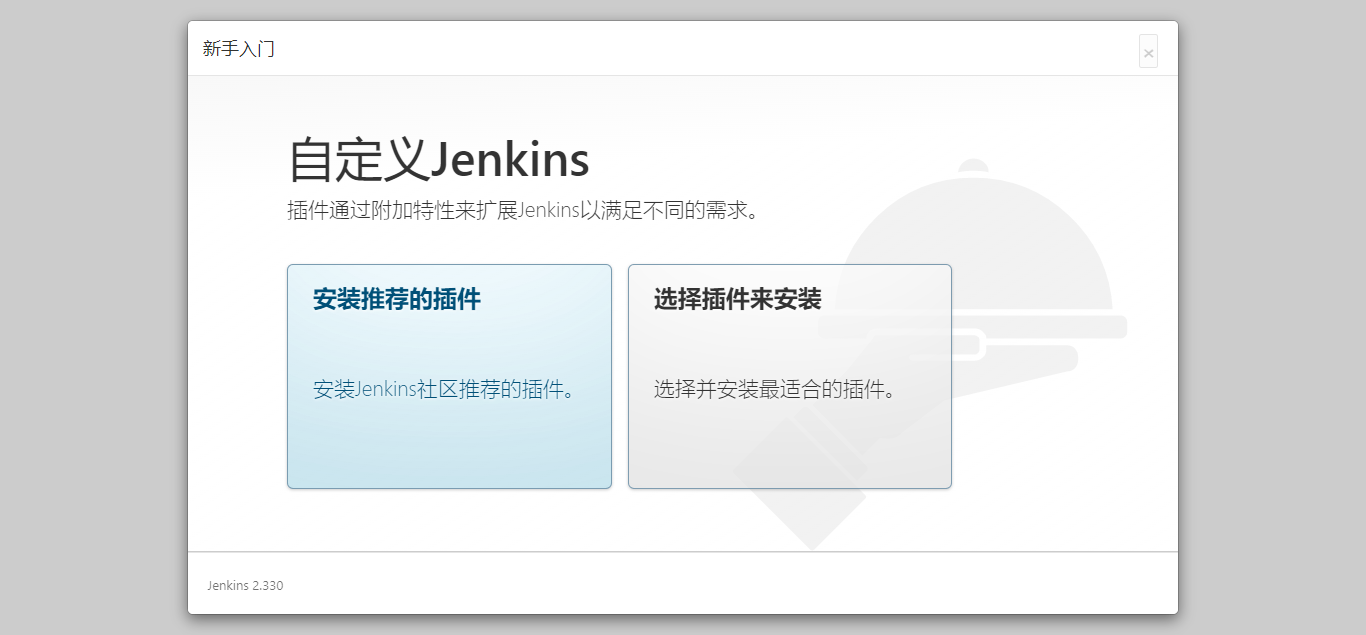 新手入门
×
自定义Jenkins
插件通过附加特性来扩展Jenkins以满足不同的需求。
安装推荐的插件
安装Jenkins社区推荐的插件。
选择插件来安装
选择并安装最适合的插件。
Jenkins 2.330